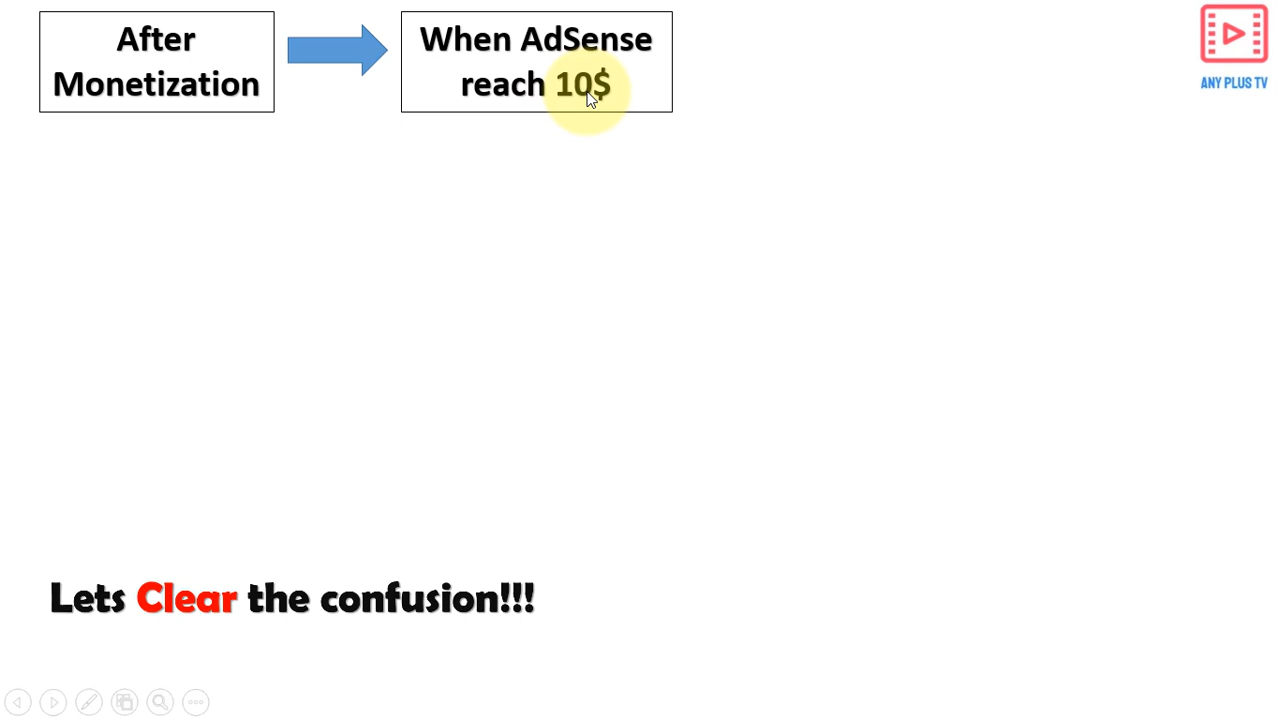 After
Monetization
When AdSense
reach 10$
ANY PLUS TV
Lets Clear the confusion!!!